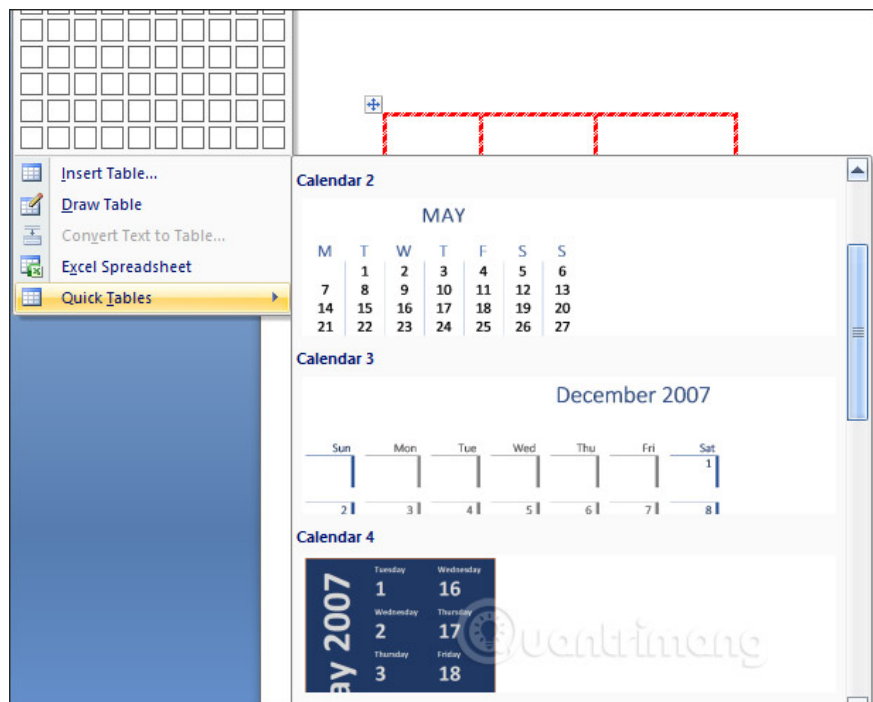 Insert Table...
Draw Table
Convert Text to Table...
Excel Spreadsheet
Quick Tables
Calendar 2
MAY
M T W T F S S
1 2 3 4 5 6
7 8 9 10 11 12 13
14 15 16 17 18 19 20
21 22 23 24 25 26 27
Calendar 3
December 2007
Sun Mon Tue Wed Thu Fri Sat
1
2 3 4 5 6 7 8
Calendar 4
ay 2007
Tuesday Wednesday
1 16
Wednesday Thursday
2 17
Thursday Friday
3 18
Quantrimang